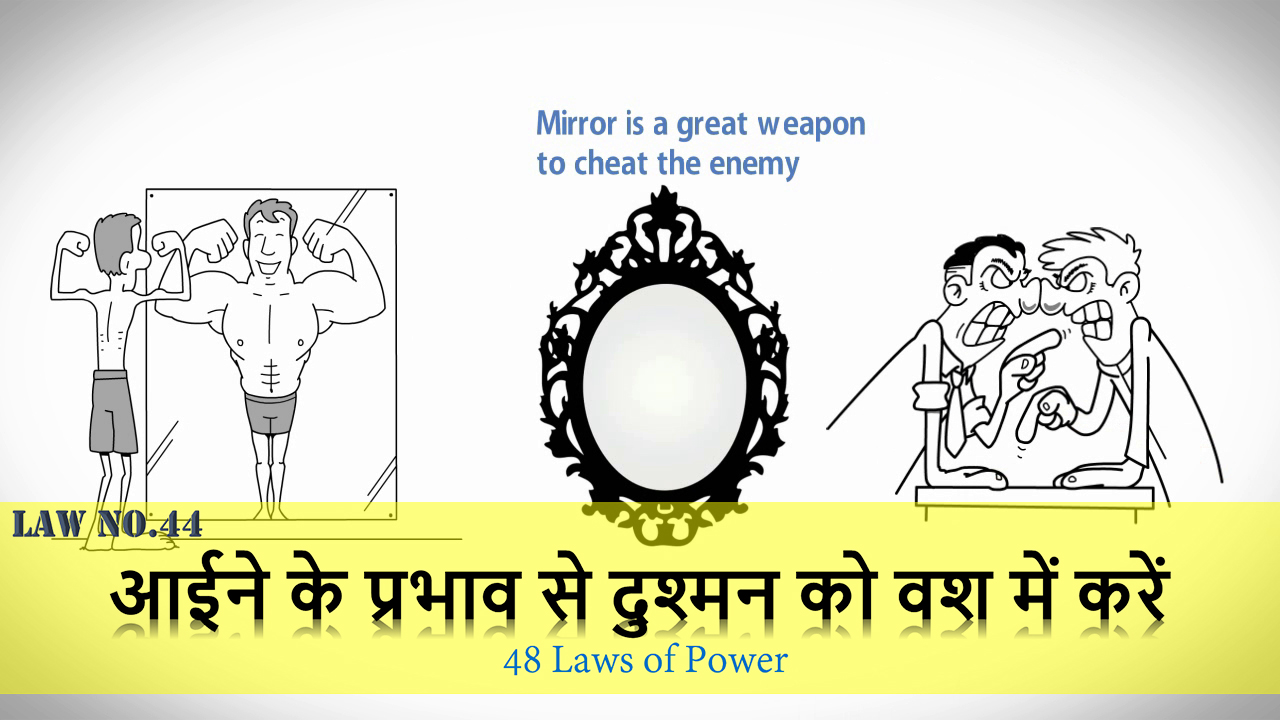 Mirror is a great weapon
to cheat the enemy
LAW NO.44
आईने के प्रभाव से दुश्मन को वश में करें
48 Laws of Power